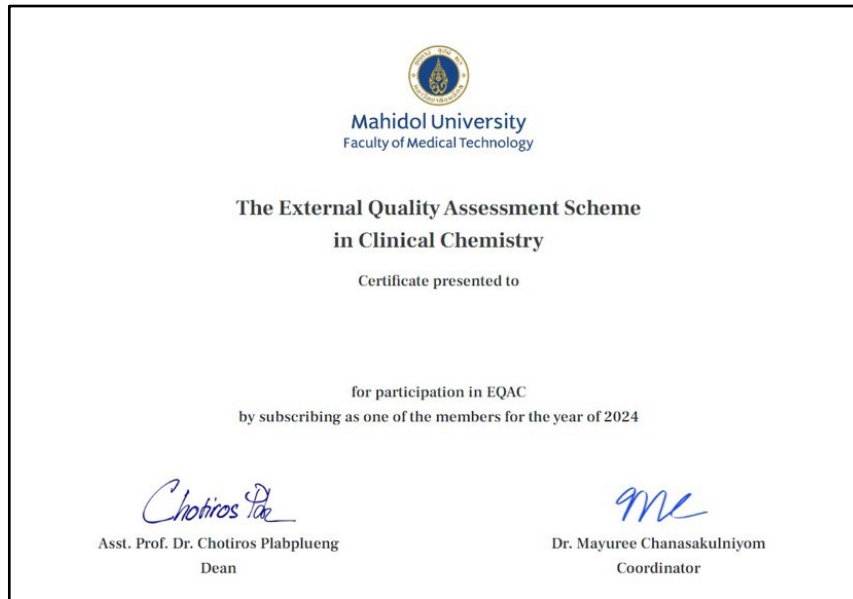 Mahidol University
Faculty of Medical Technology
The External Quality Assessment Scheme
in Clinical Chemistry
Certificate presented to
for participation in EQAC
by subscribing as one of the members for the year of 2024
Chotiros
Asst. Prof. Dr. Chotiros Plabplueng
Dean
Dr. Mayuree Chanasakulniyom
Coordinator